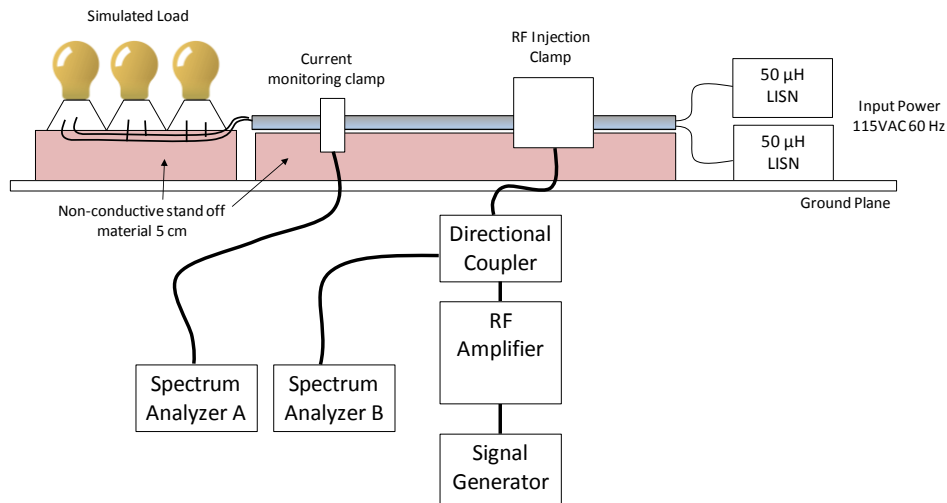 Simulated Load
Current
monitoring clamp
RF Injection
Clamp
50 µH
LISN
Input Power
115VAC 60 Hz
50 µH
LISN
Ground Plane
Non-conductive stand off
material 5 cm
Directional
Coupler
RF
Amplifier
Spectrum
Analyzer A
Spectrum
Analyzer B
Signal
Generator